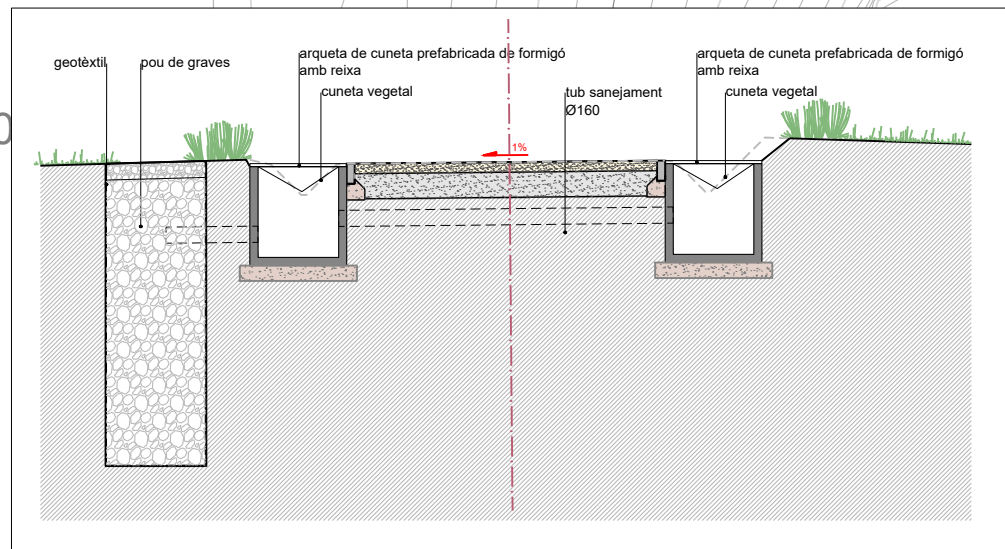 geotèxtil
pou de graves
arqueta de cuneta prefabricada de formigó
amb reixa
cuneta vegetal
tub sanejament
Ø160
arqueta de cuneta prefabricada de formigó
amb reixa
cuneta vegetal
1%